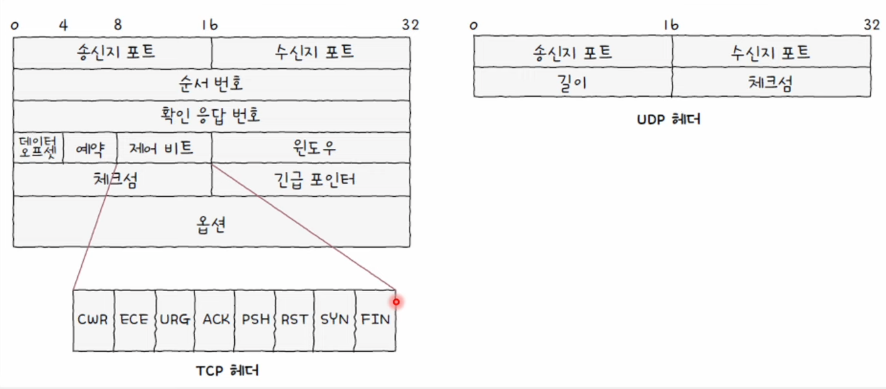 0 4 8 16 32
송신지 포트 수신지 포트
순서 번호
확인 응답 번호
데이터 오프셋 예약 제어 비트 윈도우
체크섬 긴급 포인터
옵션
CWR ECE URG ACK PSH RST SYN FIN
TCP 헤더
0 16 32
송신지 포트 수신지 포트
길이 체크섬
UDP 헤더